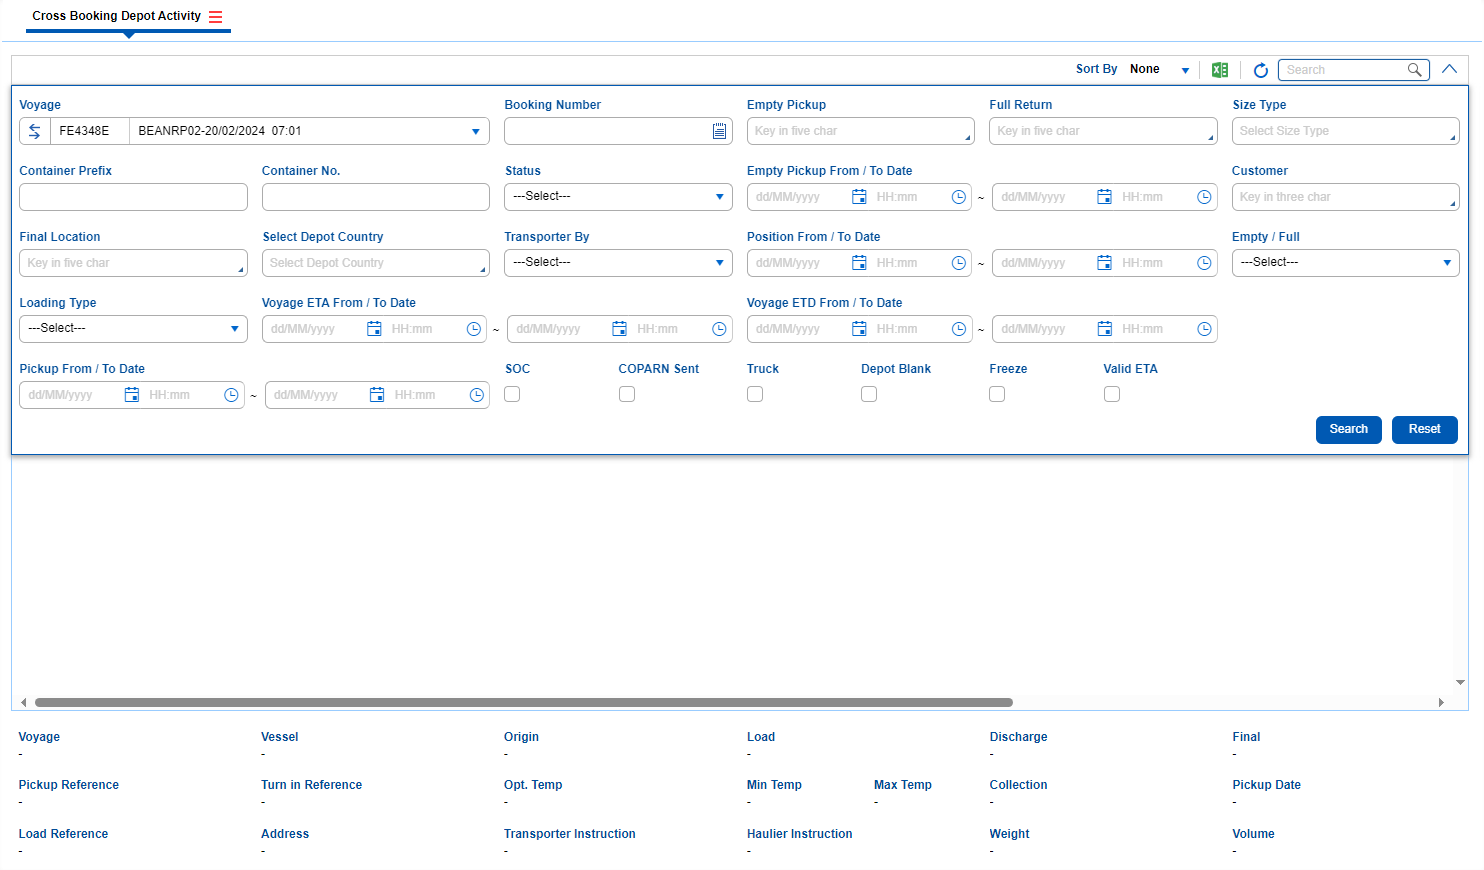 Cross Booking Depot Activity
Sort By None Search
Voyage Booking Number Empty Pickup Full Return Size Type
FE4348E BEANRP02-20/02/2024 07:01 Key in five char Key in five char Select Size Type
Container Prefix Container No. Status Empty Pickup From / To Date Customer
---Select--- dd/MM/yyyy HH:mm ~ dd/MM/yyyy HH:mm Key in three char
Final Location Select Depot Country Transporter By Position From / To Date Empty / Full
Key in five char Select Depot Country ---Select--- dd/MM/yyyy HH:mm ~ dd/MM/yyyy HH:mm ---Select---
Loading Type Voyage ETA From / To Date Voyage ETD From / To Date
---Select--- dd/MM/yyyy HH:mm ~ dd/MM/yyyy HH:mm dd/MM/yyyy HH:mm ~ dd/MM/yyyy HH:mm
Pickup From / To Date SOC COPARN Sent Truck Depot Blank Freeze Valid ETA
dd/MM/yyyy HH:mm ~ dd/MM/yyyy HH:mm
Search Reset
Voyage Vessel Origin Load Discharge Final
- - - - - -
Pickup Reference Turn in Reference Opt. Temp Min Temp Max Temp Collection Pickup Date
- - - - - - -
Load Reference Address Transporter Instruction Haulier Instruction Weight Volume
- - - - - -